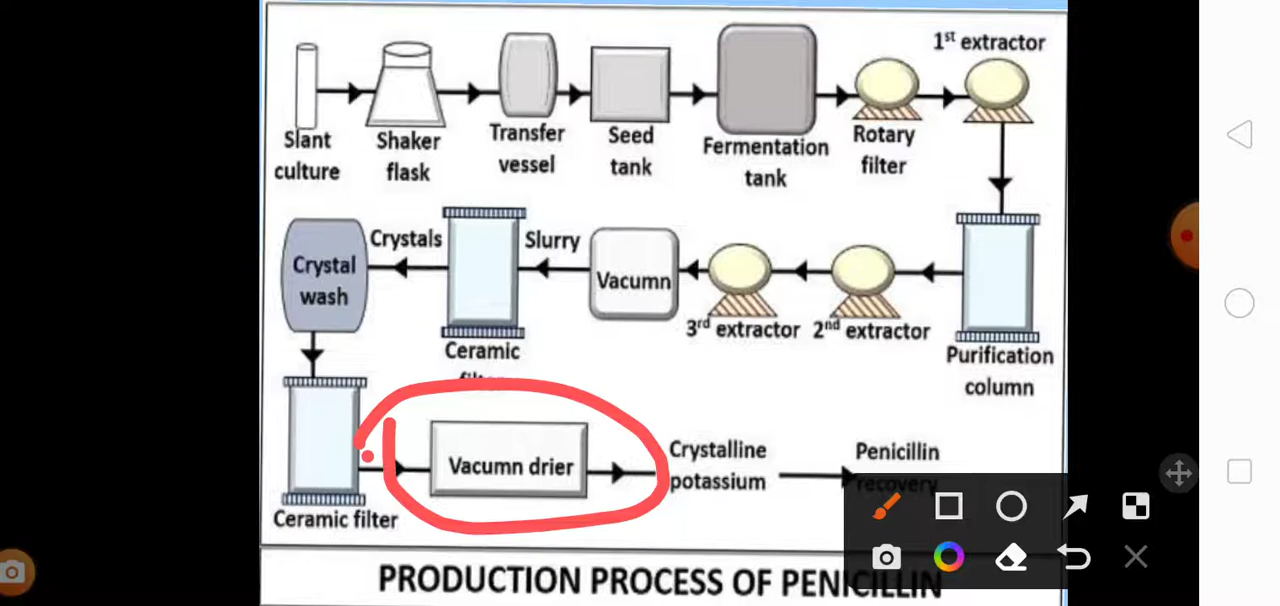 1st extractor
Slant
culture
Shaker
flask
Transfer
vessel
Seed
tank
Fermentation
tank
Rotary
filter
Crystal
wash
Crystals
Ceramic
Slurry
Vacumn
3rd extractor
2nd extractor
Purification
column
Ceramic filter
Vacumn drier
Crystalline
potassium
Penicillin
recovery
PRODUCTION PROCESS OF PENICILLIN